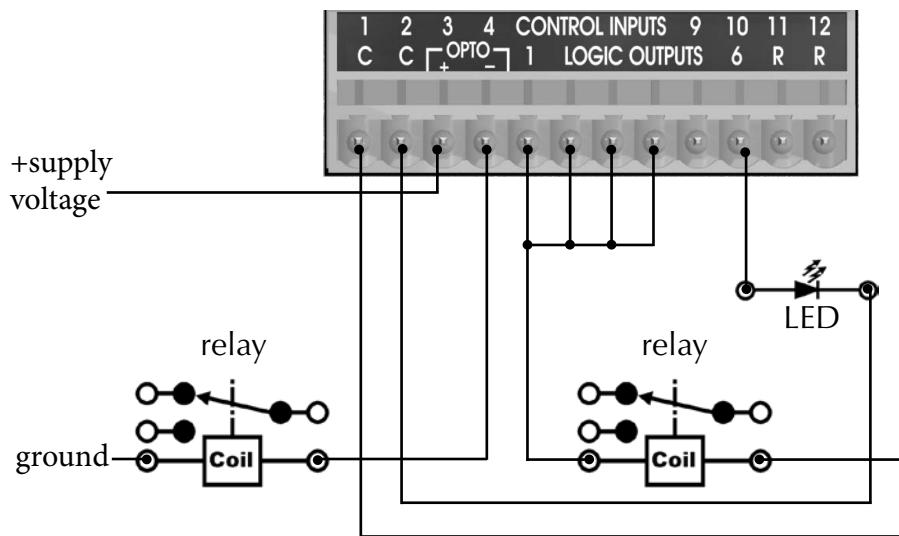 1 2 3 4 CONTROL INPUTS 9 10 11 12
C C OPTO 1 LOGIC OUTPUTS 6 R R
+ −
+supply
voltage
LED
relay relay
ground Coil Coil